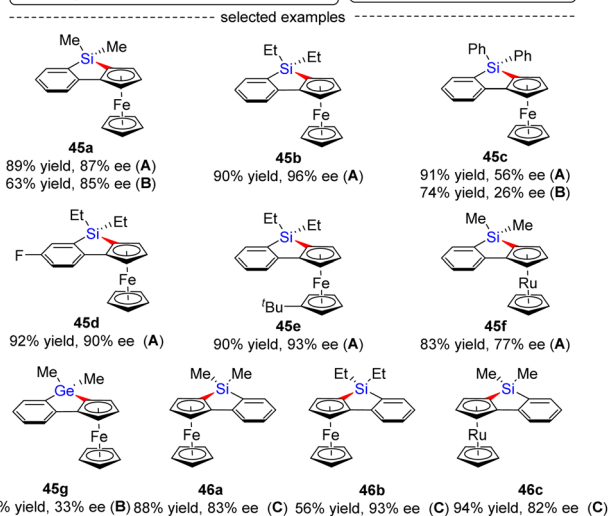 selected examples
Me Me Et Et Ph Ph
Si Si Si
Fe Fe Fe
45a 45b 45c
89% yield, 87% ee (A) 90% yield, 96% ee (A) 91% yield, 56% ee (A)
63% yield, 85% ee (B) 74% yield, 26% ee (B)
Et Et Et Et Me Me
Si Si Si
F
Fe Fe Ru
tBu
45d 45e 45f
92% yield, 90% ee (A) 90% yield, 93% ee (A) 83% yield, 77% ee (A)
Me Me Me Me Et Et Me Me
Ge Si Si Si
Fe Fe Fe Ru
45g 46a 46b 46c
% yield, 33% ee (B) 88% yield, 83% ee (C) 56% yield, 93% ee (C) 94% yield, 82% ee (C)